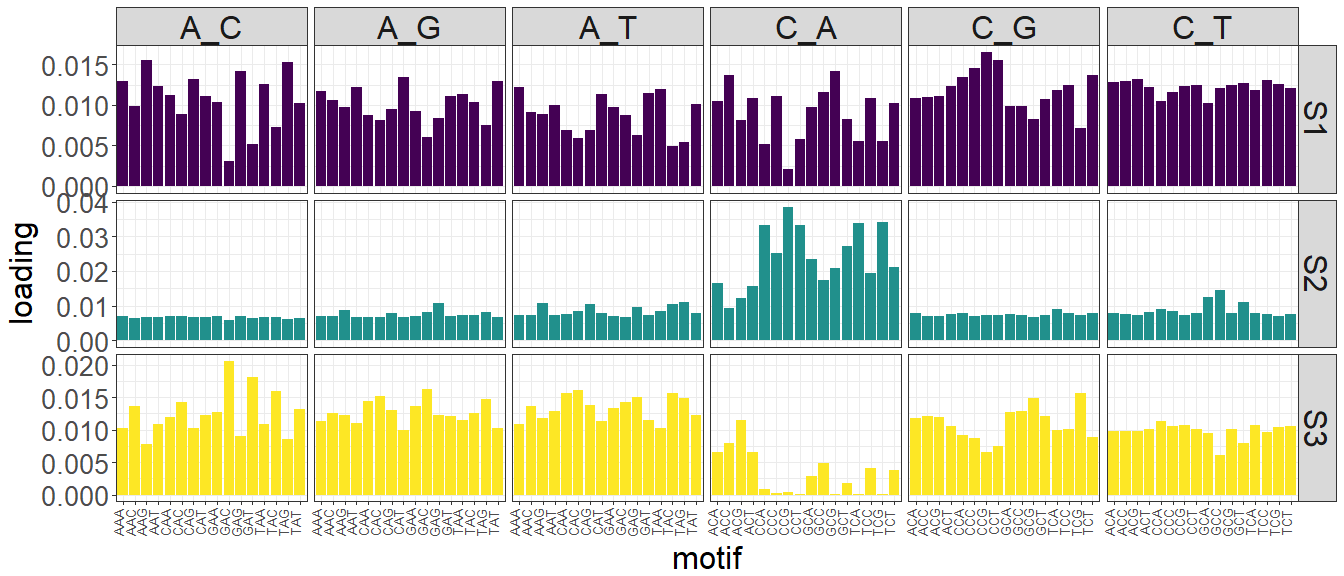 A_C A_G A_T C_A C_G C_T
0.015
0.010
0.005
0.000
S1
0.04
0.03
0.02
0.01
0.00
S2
0.020
0.015
0.010
0.005
0.000
S3
loading
AAA AAC AAG AAT CAA CAC CAG CAT GAA GAC GAG GAT TAA TAC TAG TAT AAA AAC AAG AAT CAA CAC CAG CAT GAA GAC GAG GAT TAA TAC TAG TAT AAA AAC AAG AAT CAA CAC CAG CAT GAA GAC GAG GAT TAA TAC TAG TAT ACA ACC ACG ACT CCA CCC CCG CCT GCA GCC GCG GCT TCA TCC TCG TCT ACA ACC ACG ACT CCA CCC CCG CCT GCA GCC GCG GCT TCA TCC TCG TCT ACA ACC ACG ACT CCA CCC CCG CCT GCA GCC GCG GCT TCA TCC TCG TCT
motif